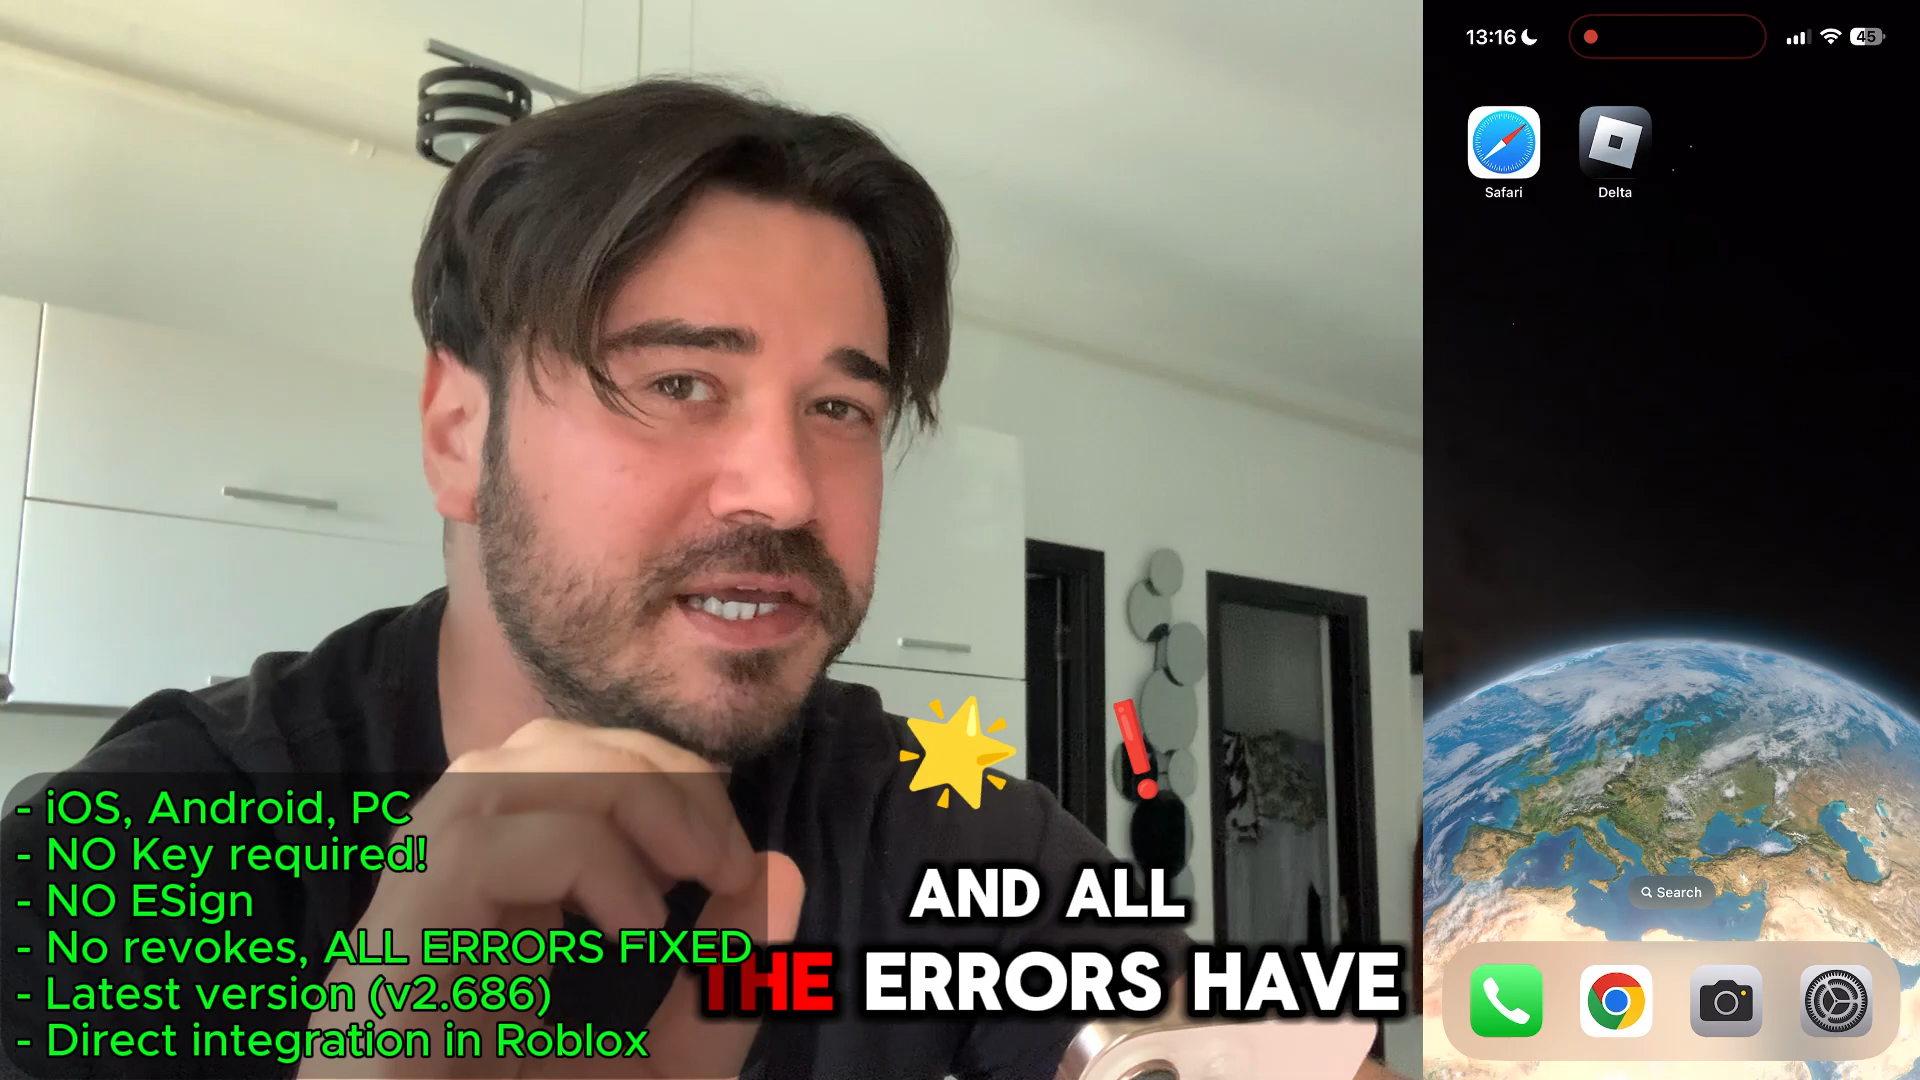 13:16
45
Safari
Delta
- iOS, Android, PC
- NO Key required!
- NO ESign
- No revokes, ALL ERRORS FIXED
- Latest version (v2.686)
- Direct integration in Roblox
AND ALL
THE ERRORS HAVE
Search